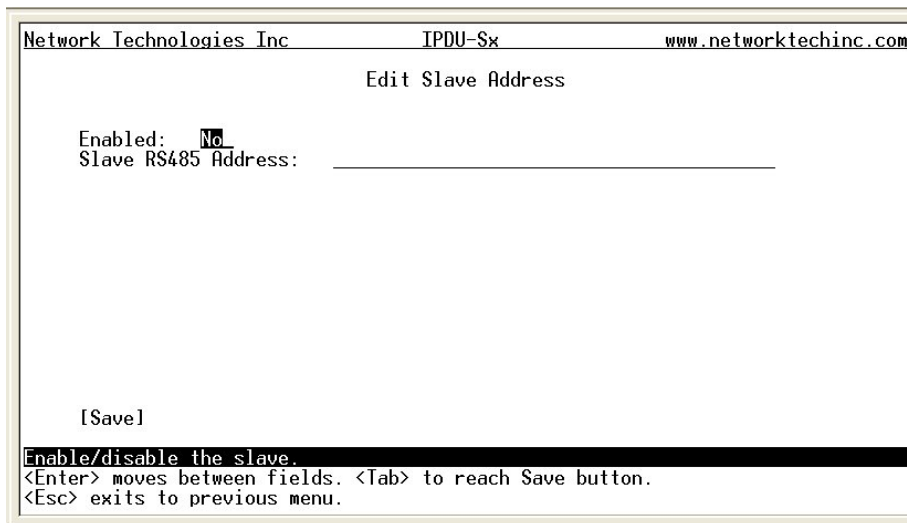 Network Technologies Inc IPDU-Sx www.networktechinc.com
Edit Slave Address
Enabled: No
Slave RS485 Address:
[Save]
Enable/disable the slave.
<Enter> moves between fields. <Tab> to reach Save button.
<Esc> exits to previous menu.